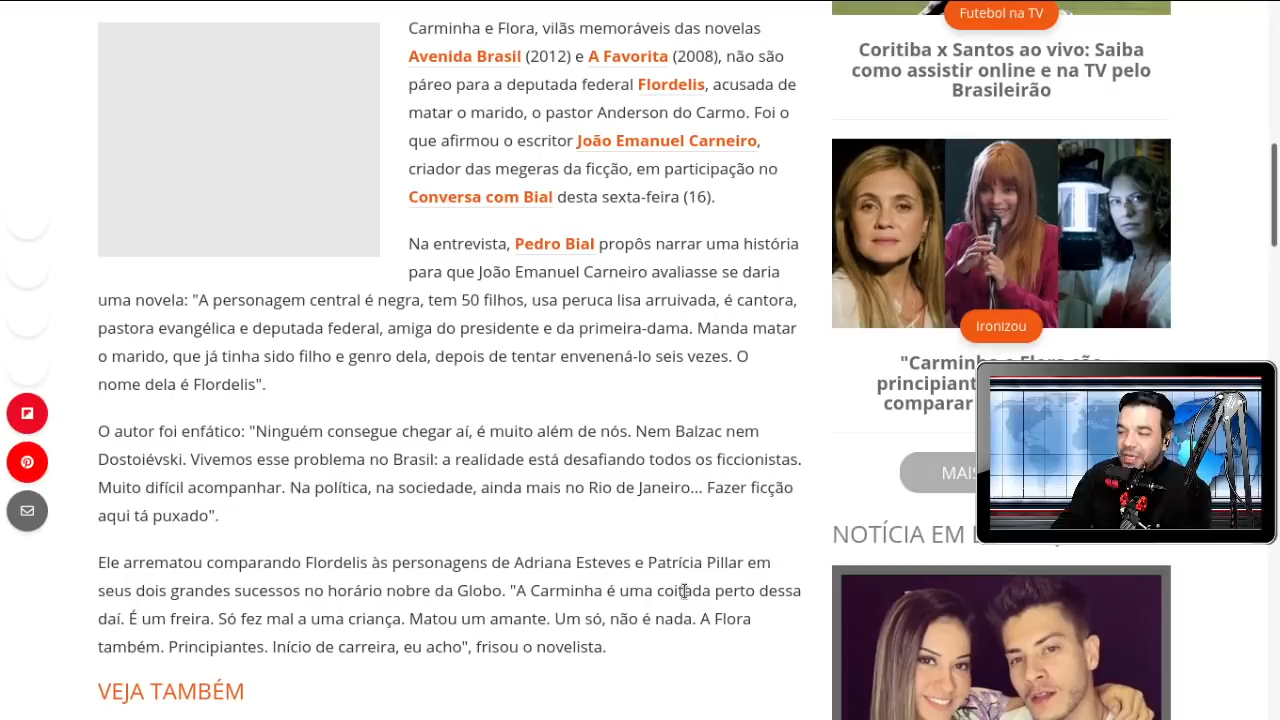 Carminha e Flora, vilãs memoráveis das novelas
Avenida Brasil (2012) e A Favorita (2008), não são
páreo para a deputada federal Flordelis, acusada de
matar o marido, o pastor Anderson do Carmo. Foi o
que afirmou o escritor João Emanuel Carneiro,
criador das megeras da ficção, em participação no
Conversa com Bial desta sexta-feira (16).
Na entrevista, Pedro Bial propôs narrar uma história
para que João Emanuel Carneiro avaliasse se daria
uma novela: "A personagem central é negra, tem 50 filhos, usa peruca lisa arruivada, é cantora,
pastora evangélica e deputada federal, amiga do presidente e da primeira-dama. Manda matar
o marido, que já tinha sido filho e genro dela, depois de tentar envenená-lo seis vezes. O
nome dela é Flordelis".
O autor foi enfático: "Ninguém consegue chegar aí, é muito além de nós. Nem Balzac nem
Dostoiévski. Vivemos esse problema no Brasil: a realidade está desafiando todos os ficcionistas.
Muito difícil acompanhar. Na política, na sociedade, ainda mais no Rio de Janeiro... Fazer ficção
aqui tá puxado".
Ele arrematou comparando Flordelis às personagens de Adriana Esteves e Patrícia Pillar em
seus dois grandes sucessos no horário nobre da Globo. "A Carminha é uma coitada perto dessa
daí. É um freira. Só fez mal a uma criança. Matou um amante. Um só, não é nada. A Flora
também. Principiantes. Início de carreira, eu acho", frisou o novelista.
VEJA TAMBÉM
Futebol na TV
Coritiba x Santos ao vivo: Saiba
como assistir online e na TV pelo
Brasileirão
Ironizou
"Carminha e Flora são
principiant
comparar
MAI
NOTÍCIA EM